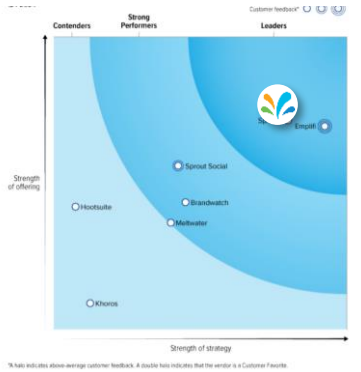 Customer feedback*
Contenders
Strong
Performers
Leaders
Emplifi
Strength
of offering
Sprout Social
Hootsuite
Brandwatch
Meltwater
Khoros
Strength of strategy
*A halo indicates above-average customer feedback. A double halo indicates that the vendor is a Customer Favorite.